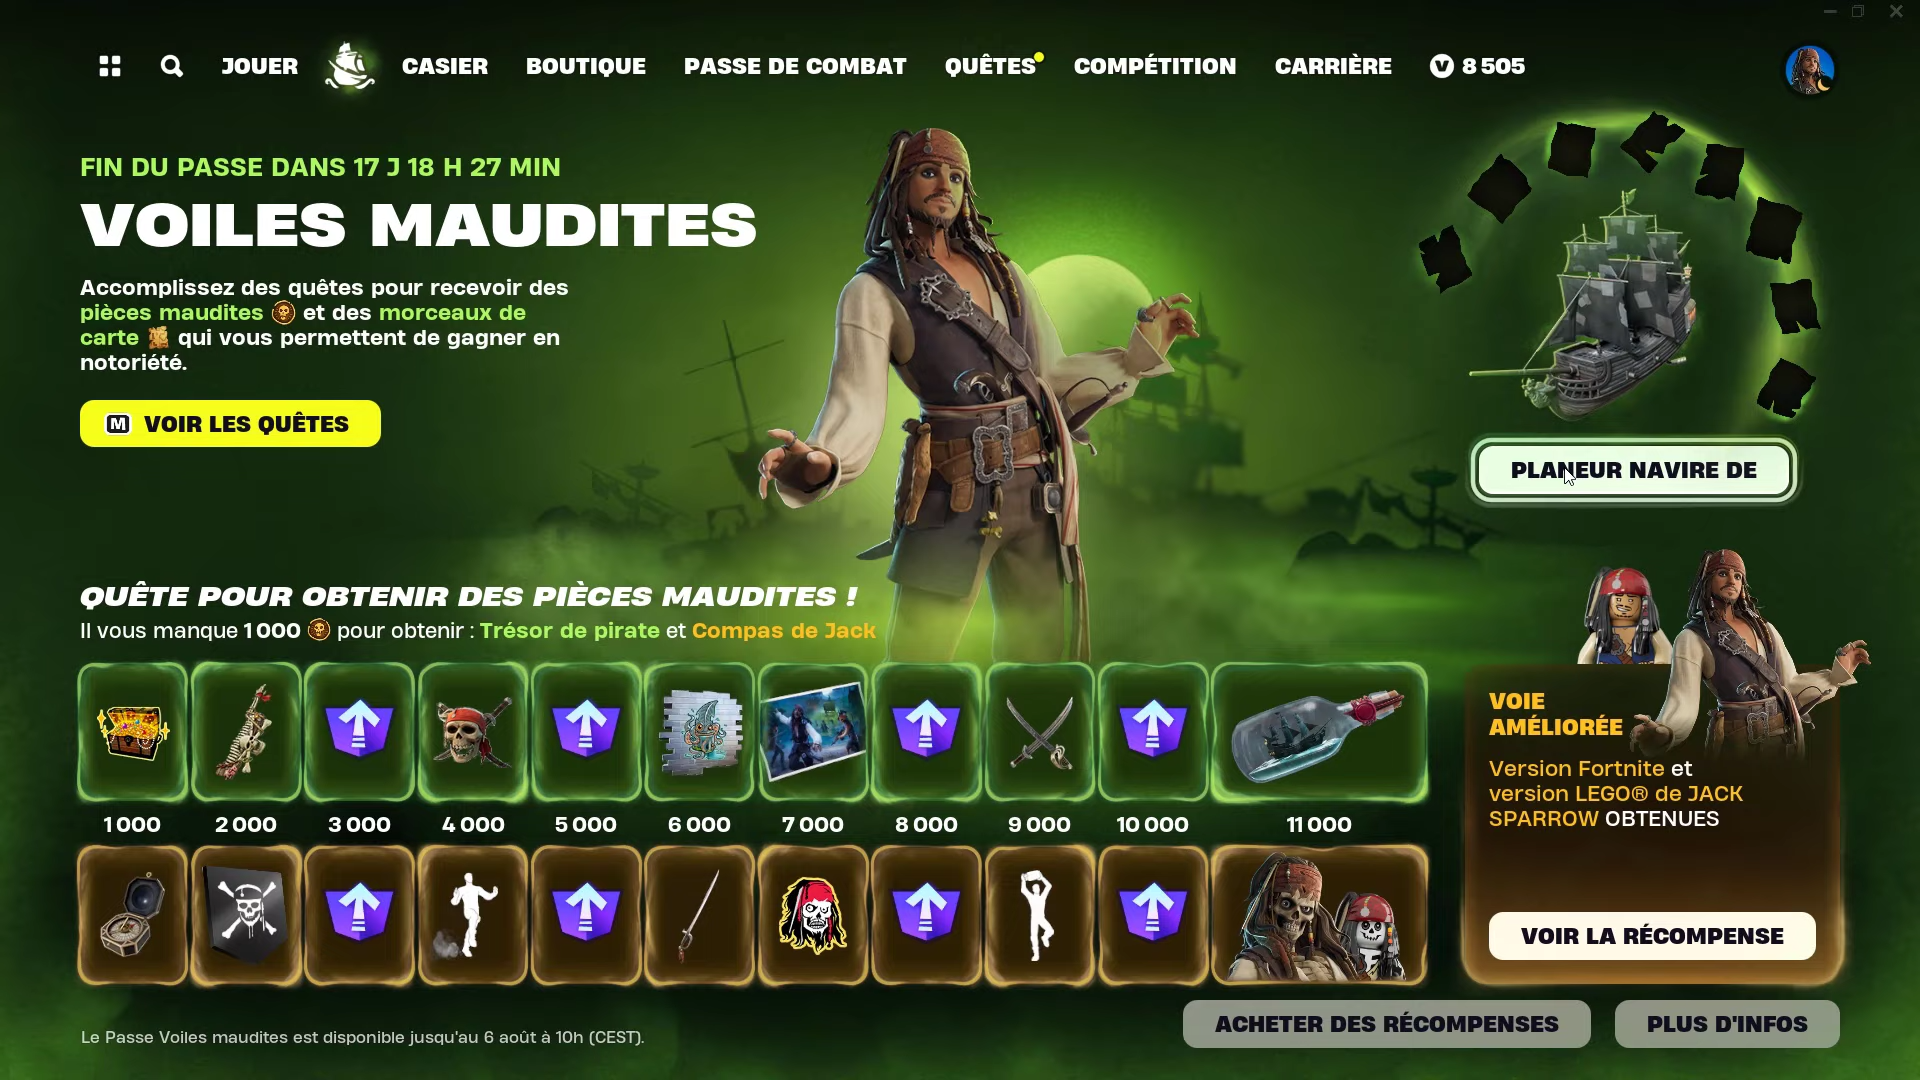 JOUER
CASIER
BOUTIQUE
PASSE DE COMBAT
QUÊTES
COMPÉTITION
CARRIÈRE
8 505
FIN DU PASSE DANS 17 J 18 H 27 MIN
VOILES MAUDITES
Accomplissez des quêtes pour recevoir des
pièces maudites et des morceaux de
carte qui vous permettent de gagner en
notoriété.
M VOIR LES QUÊTES
PLANEUR NAVIRE DE
QUÊTE POUR OBTENIR DES PIÈCES MAUDITES !
Il vous manque 1 000 pour obtenir : Trésor de pirate et Compas de Jack
1 000
2 000
3 000
4 000
5 000
6 000
7 000
8 000
9 000
10 000
11 000
VOIE
AMÉLIORÉE
Version Fortnite et
version LEGO® de JACK
SPARROW OBTENUES
VOIR LA RÉCOMPENSE
ACHETER DES RÉCOMPENSES
PLUS D'INFOS
Le Passe Voiles maudites est disponible jusqu'au 6 août à 10h (CEST).